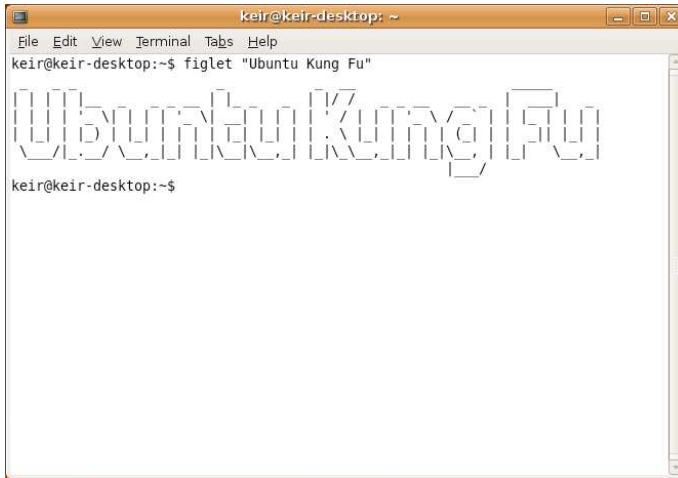 keir@keir-desktop: ~
File Edit View Terminal Tabs Help
keir@keir-desktop:~$ figlet "Ubuntu Kung Fu"
Ubuntu Kung Fu
keir@keir-desktop:~$